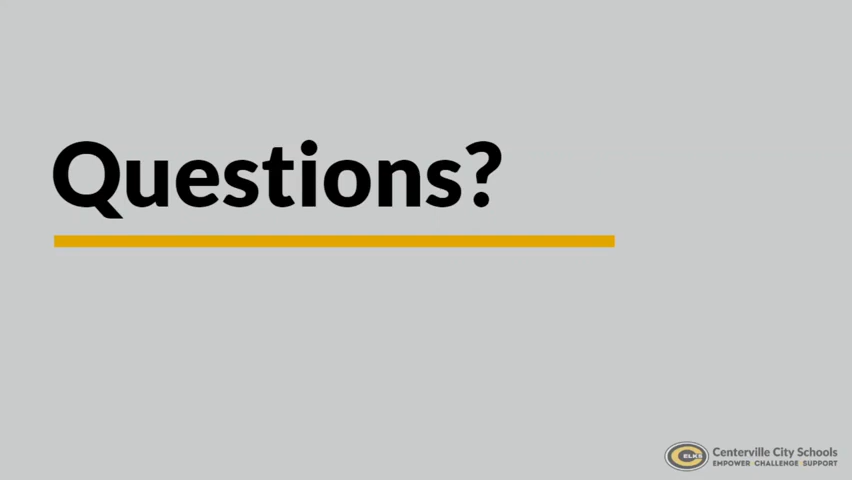 Questions?
ELKS
Centerville City Schools
EMPOWER CHALLENGE SUPPORT